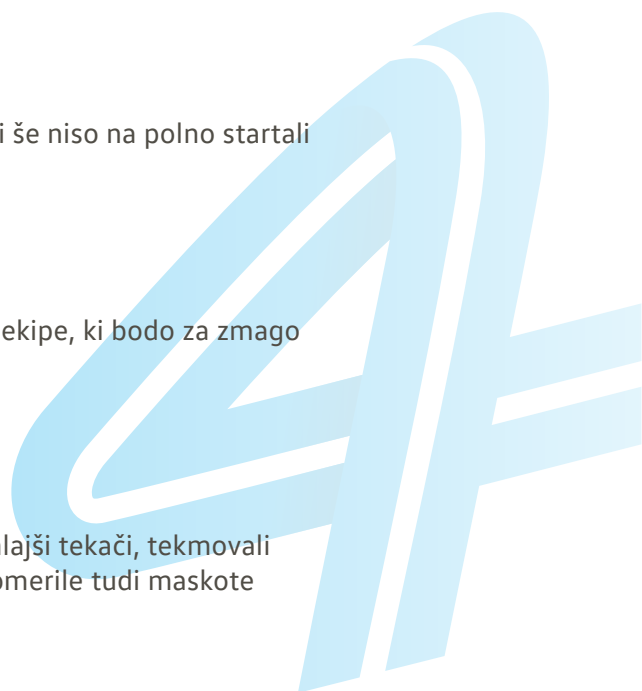 i še niso na polno startali
ekipe, ki bodo za zmago
lajši tekači, tekmovali
omerile tudi maskote